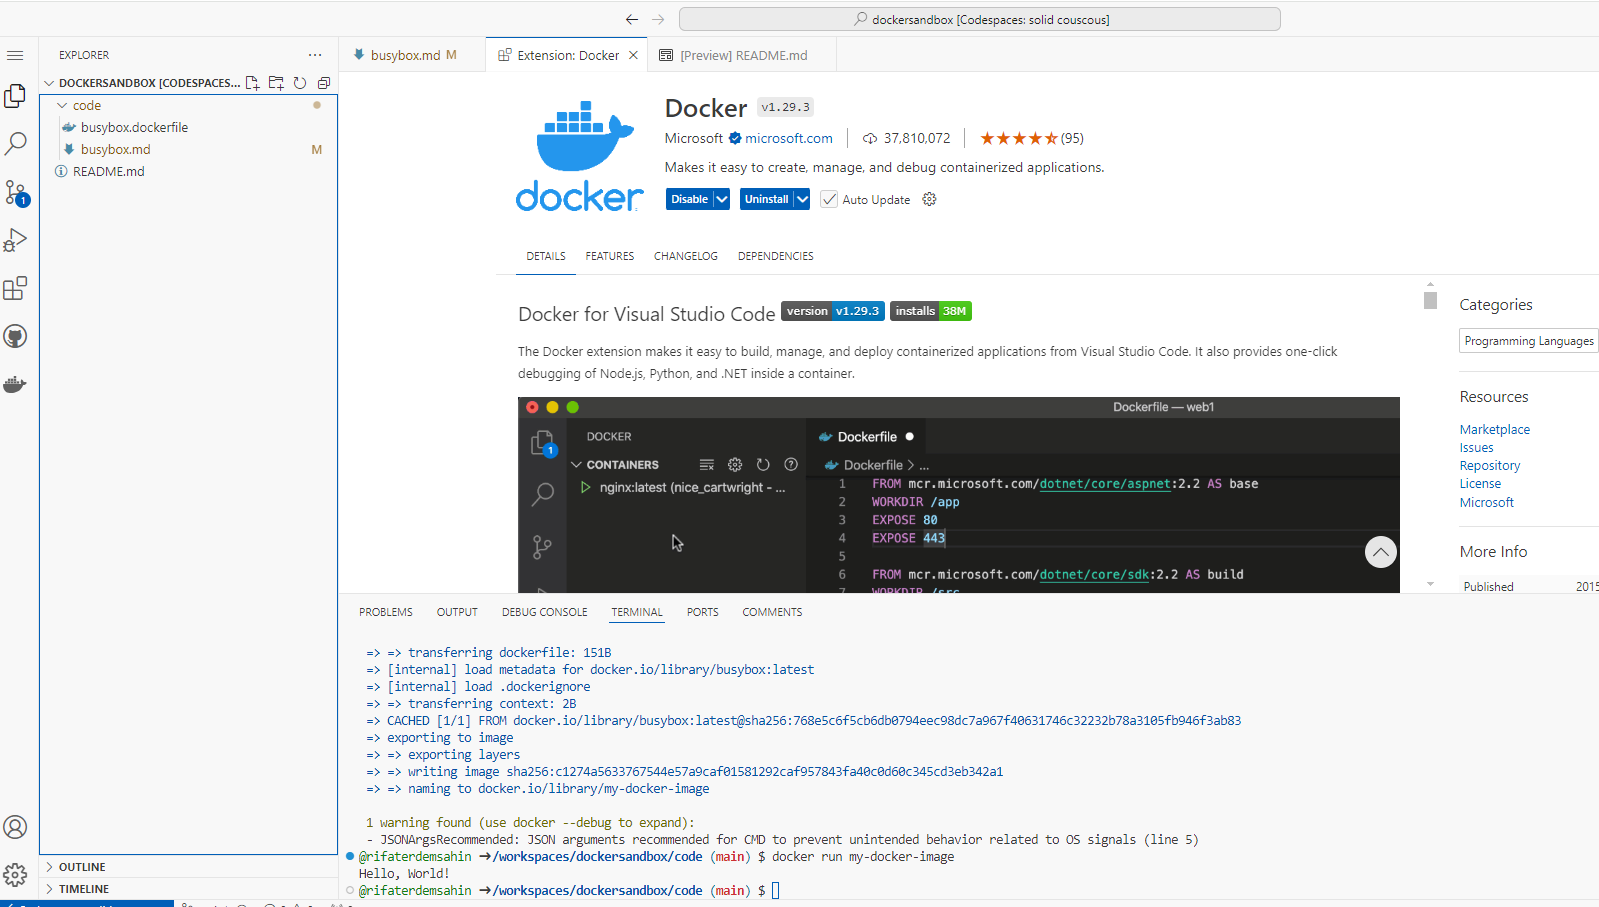 dockersandbox [Codespaces: solid couscous]
EXPLORER
DOCKERSANDBOX [CODESPACES...
code
busybox.dockerfile
busybox.md M
README.md
1
OUTLINE
TIMELINE
busybox.md M
Extension: Docker
[Preview] README.md
docker
Docker v1.29.3
Microsoft microsoft.com 37,810,072 (95)
Makes it easy to create, manage, and debug containerized applications.
Disable Uninstall Auto Update
DETAILS FEATURES CHANGELOG DEPENDENCIES
Docker for Visual Studio Code version v1.29.3 installs 38M
The Docker extension makes it easy to build, manage, and deploy containerized applications from Visual Studio Code. It also provides one-click
debugging of Node.js, Python, and .NET inside a container.
Dockerfile — web1
1
DOCKER
CONTAINERS
nginx:latest (nice_cartwright - ...
Dockerfile
Dockerfile > ...
1 FROM mcr.microsoft.com/dotnet/core/aspnet:2.2 AS base
2 WORKDIR /app
3 EXPOSE 80
4 EXPOSE 443
5
6 FROM mcr.microsoft.com/dotnet/core/sdk:2.2 AS build
7 WORKDIR /src
Categories
Programming Languages
Resources
Marketplace
Issues
Repository
License
Microsoft
More Info
Published 2015
PROBLEMS OUTPUT DEBUG CONSOLE TERMINAL PORTS COMMENTS
=> => transferring dockerfile: 151B
=> [internal] load metadata for docker.io/library/busybox:latest
=> [internal] load .dockerignore
=> => transferring context: 2B
=> CACHED [1/1] FROM docker.io/library/busybox:latest@sha256:768e5c6f5cb6db0794eec98dc7a967f40631746c32232b78a3105fb946f3ab83
=> exporting to image
=> => exporting layers
=> => writing image sha256:c1274a5633767544e57a9caf01581292caf957843fa40c0d60c345cd3eb342a1
=> => naming to docker.io/library/my-docker-image
1 warning found (use docker --debug to expand):
- JSONArgsRecommended: JSON arguments recommended for CMD to prevent unintended behavior related to OS signals (line 5)
@rifaterdemsahin ➜/workspaces/dockersandbox/code (main) $ docker run my-docker-image
Hello, World!
@rifaterdemsahin ➜/workspaces/dockersandbox/code (main) $